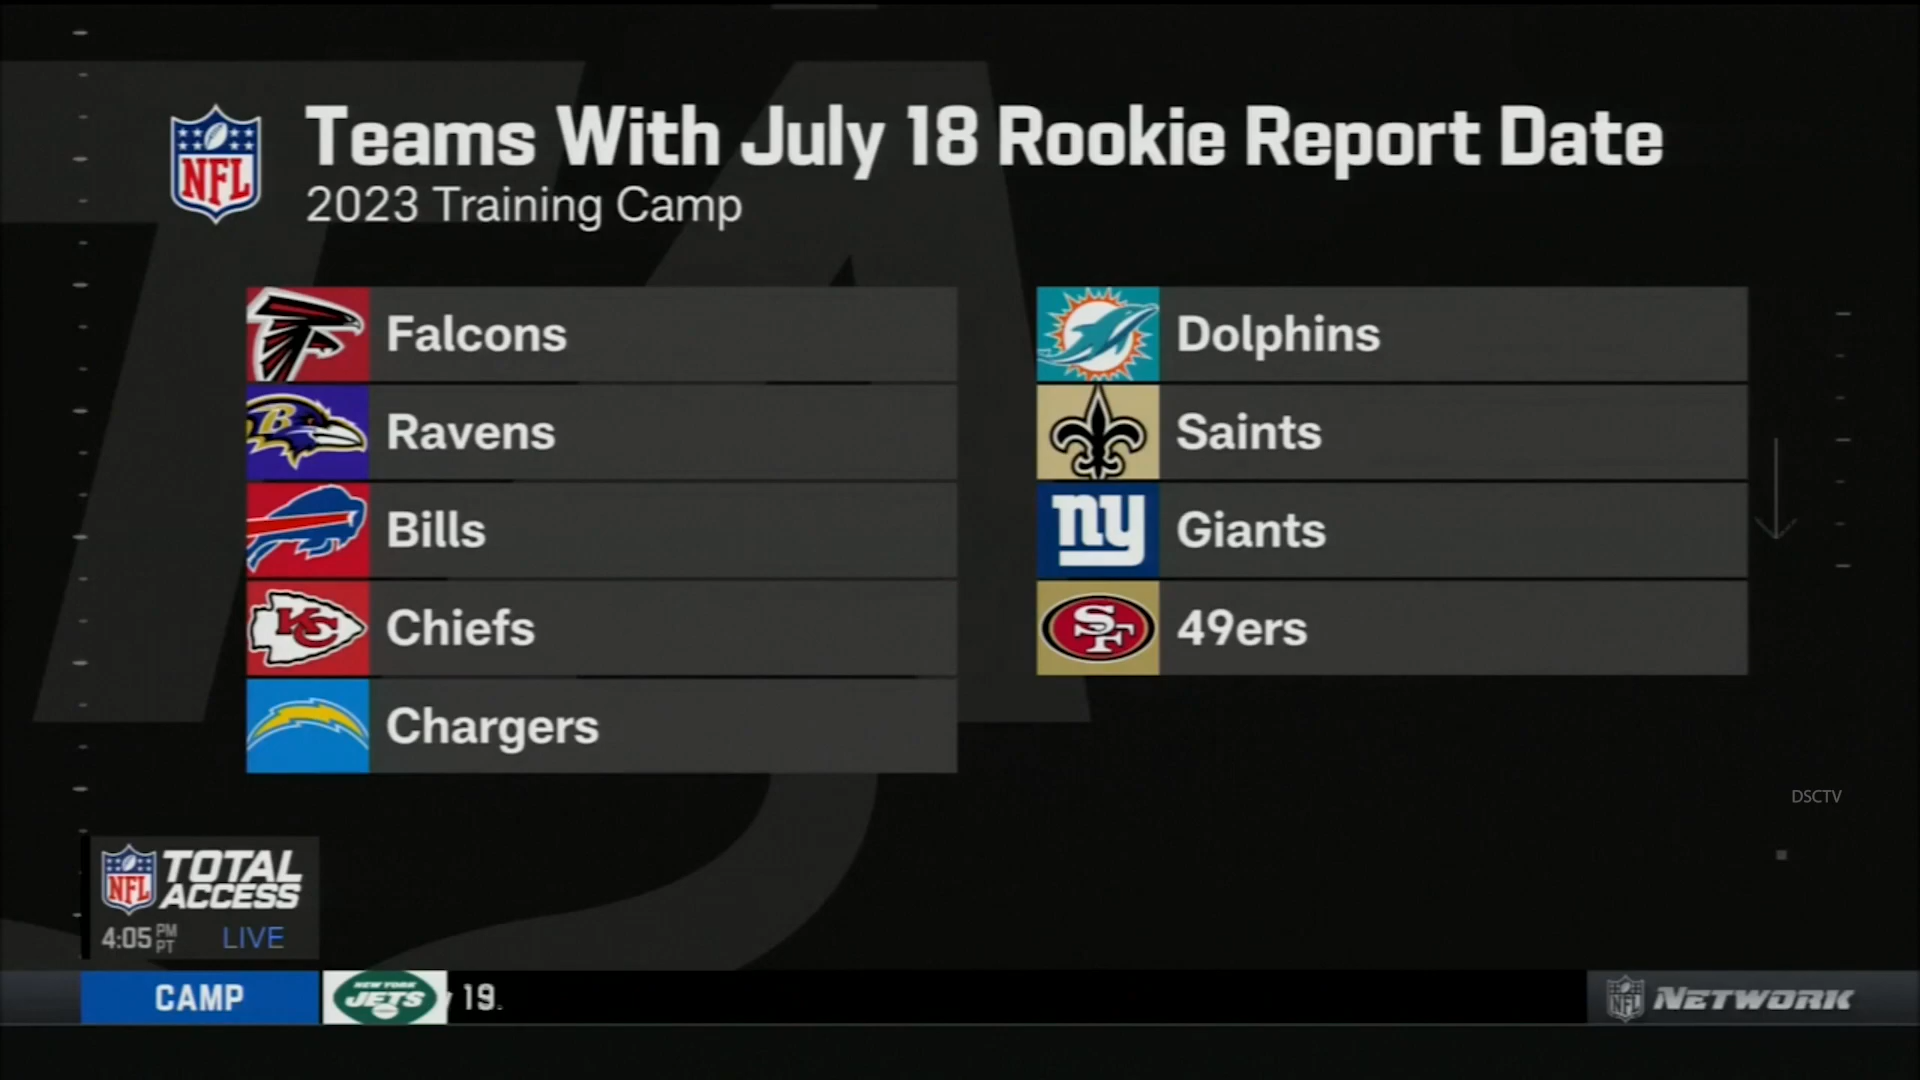 NFL
Teams With July 18 Rookie Report Date
2023 Training Camp
Falcons
B
Ravens
Bills
KC
Chiefs
Chargers
Dolphins
Saints
ny
Giants
SF
49ers
DSCTV
NFL
TOTAL
ACCESS
4:05 PM PT LIVE
CAMP
NEW YORK
JETS
19.
NFL NETWORK